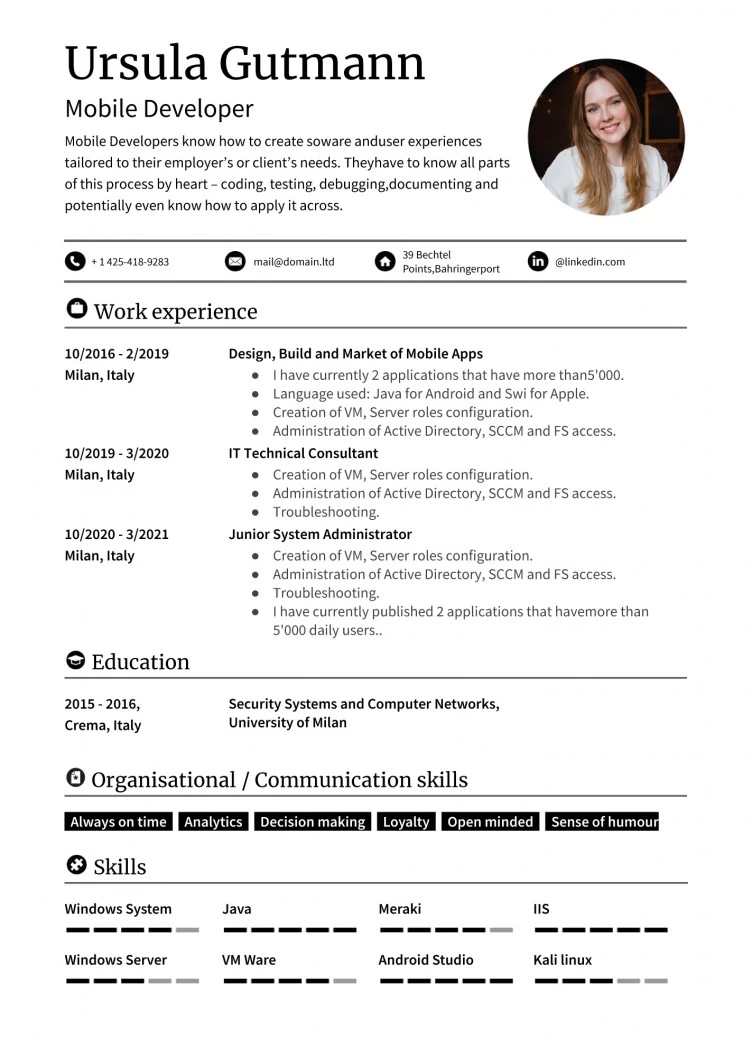 Ursula Gutmann
Mobile Developer
Mobile Developers know how to create soware anduser experiences
tailored to their employer’s or client’s needs. Theyhave to know all parts
of this process by heart – coding, testing, debugging,documenting and
potentially even know how to apply it across.
+ 1 425-418-9283
mail@domain.ltd
39 Bechtel
Points,Bahringerport
in
@linkedin.com
Work experience
10/2016 - 2/2019
Milan, Italy
Design, Build and Market of Mobile Apps
● I have currently 2 applications that have more than5'000.
● Language used: Java for Android and Swi for Apple.
● Creation of VM, Server roles configuration.
● Administration of Active Directory, SCCM and FS access.
10/2019 - 3/2020
Milan, Italy
IT Technical Consultant
● Creation of VM, Server roles configuration.
● Administration of Active Directory, SCCM and FS access.
● Troubleshooting.
10/2020 - 3/2021
Milan, Italy
Junior System Administrator
● Creation of VM, Server roles configuration.
● Administration of Active Directory, SCCM and FS access.
● Troubleshooting.
● I have currently published 2 applications that havemore than
5'000 daily users..
Education
2015 - 2016,
Crema, Italy
Security Systems and Computer Networks,
University of Milan
Organisational / Communication skills
Always on time Analytics Decision making Loyalty Open minded Sense of humour
Skills
Windows System Java Meraki IIS
Windows Server VM Ware Android Studio Kali linux